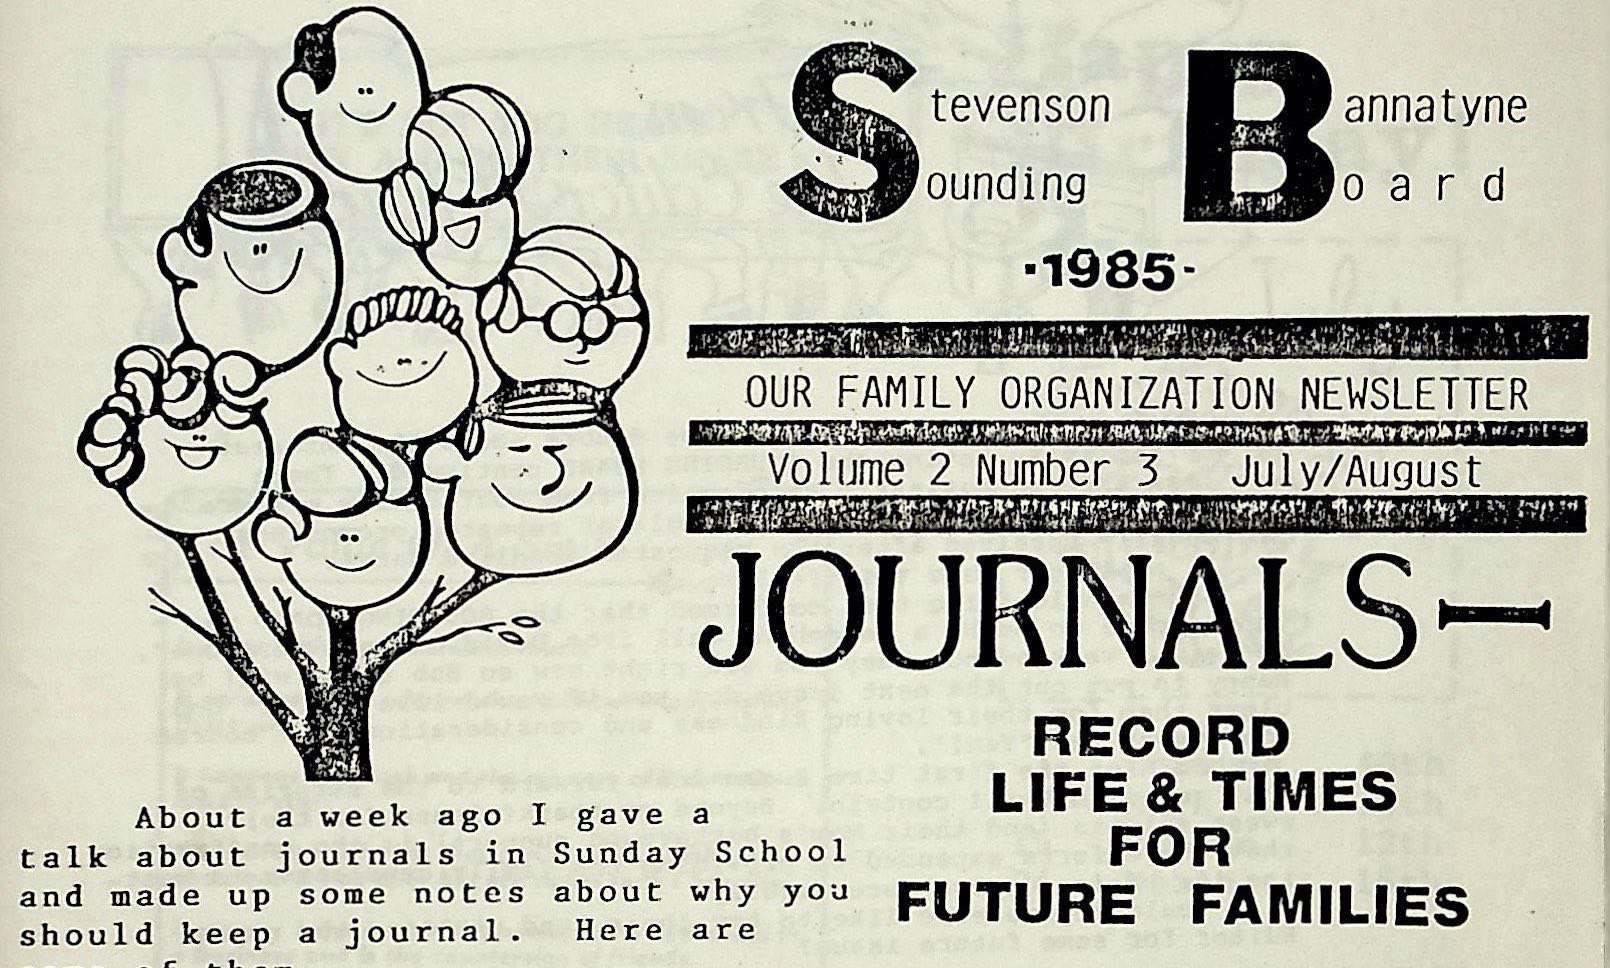 Stevenson Bannatyne
Sounding Board
-1985-
OUR FAMILY ORGANIZATION NEWSLETTER
Volume 2 Number 3 July/August
JOURNALS—
RECORD
LIFE & TIMES
FOR
FUTURE FAMILIES
About a week ago I gave a
talk about journals in Sunday School
and made up some notes about why you
should keep a journal. Here are
of them